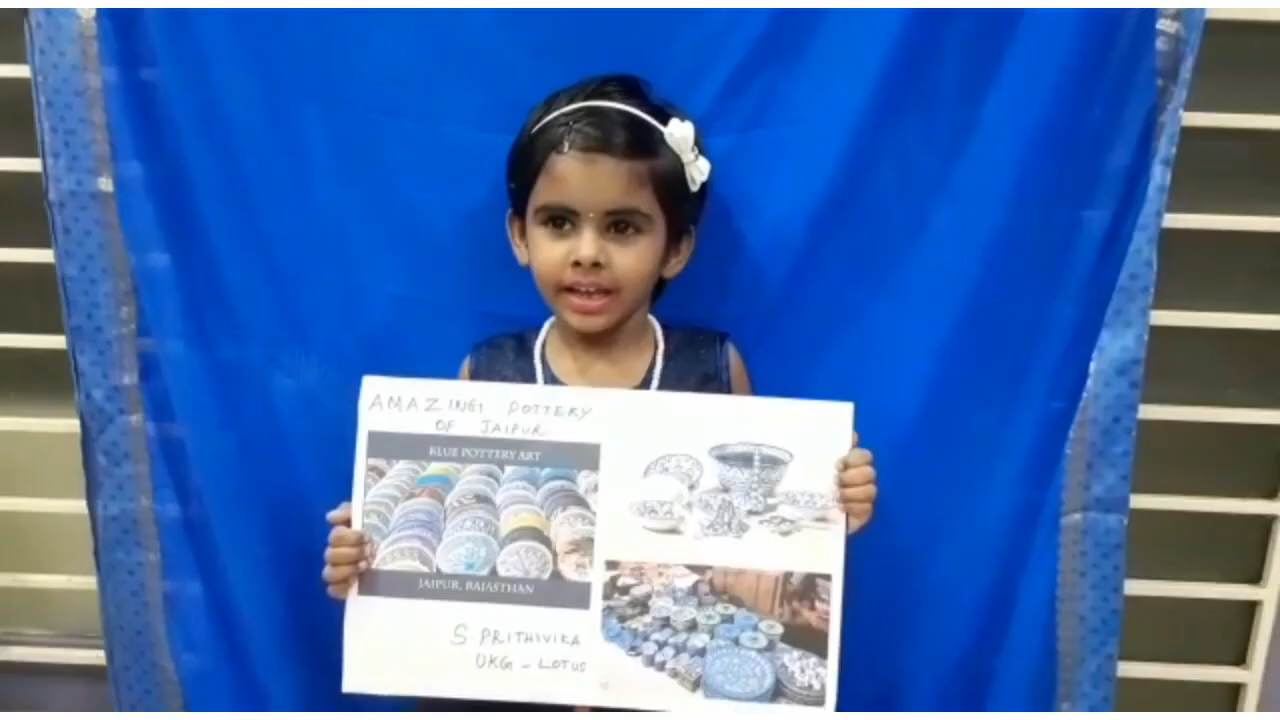 AMAZING POTTERY
OF JAIPUR
BLUE POTTERY ART
JAIPUR, RAJASTHAN
S PRITHIVIKA
UKG - LOTUS